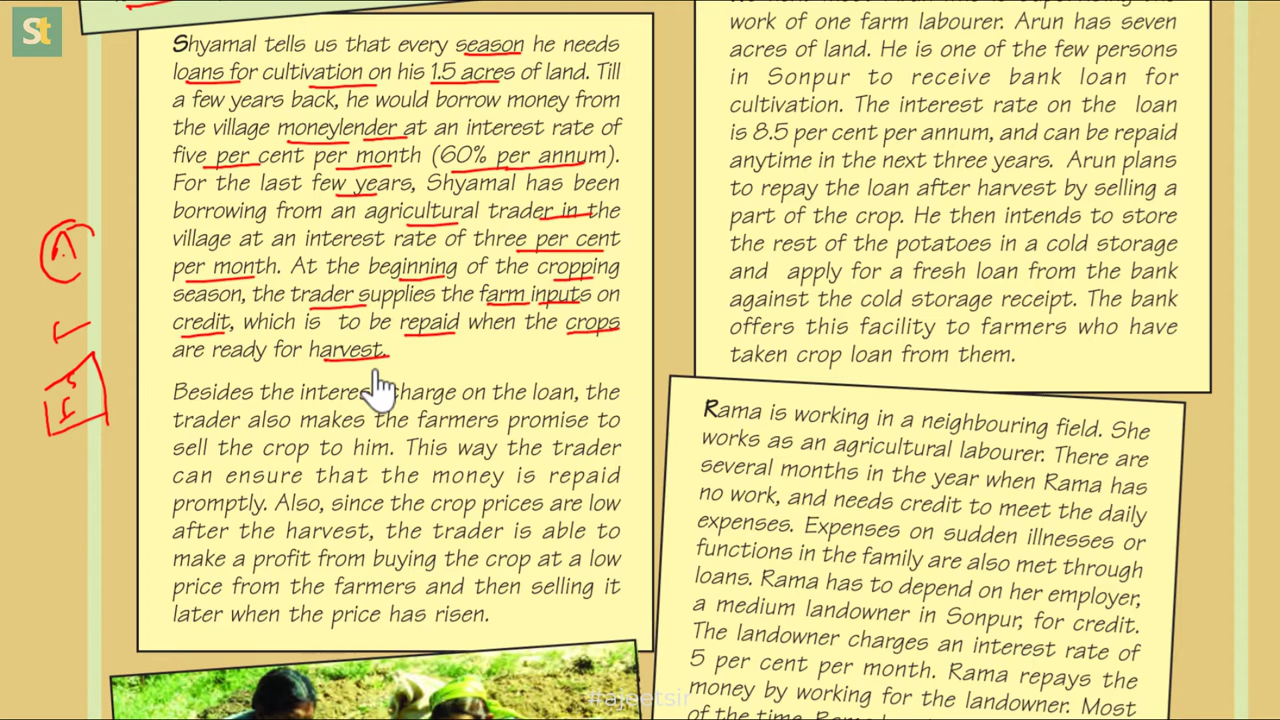 St
Shyamal tells us that every season he needs
loans for cultivation on his 1.5 acres of land. Till
a few years back, he would borrow money from
the village moneylender at an interest rate of
five per cent per month (60% per annum).
For the last few years, Shyamal has been
borrowing from an agricultural trader in the
village at an interest rate of three per cent
per month. At the beginning of the cropping
season, the trader supplies the farm inputs on
credit, which is to be repaid when the crops
are ready for harvest.
Besides the interest charge on the loan, the
trader also makes the farmers promise to
sell the crop to him. This way the trader
can ensure that the money is repaid
promptly. Also, since the crop prices are low
after the harvest, the trader is able to
make a profit from buying the crop at a low
price from the farmers and then selling it
later when the price has risen.
work of one farm labourer. Arun has seven
acres of land. He is one of the few persons
in Sonpur to receive bank loan for
cultivation. The interest rate on the loan
is 8.5 per cent per annum, and can be repaid
anytime in the next three years. Arun plans
to repay the loan after harvest by selling a
part of the crop. He then intends to store
the rest of the potatoes in a cold storage
and apply for a fresh loan from the bank
against the cold storage receipt. The bank
offers this facility to farmers who have
taken crop loan from them.
Rama is working in a neighbouring field. She
works as an agricultural labourer. There are
several months in the year when Rama has
no work, and needs credit to meet the daily
expenses. Expenses on sudden illnesses or
functions in the family are also met through
loans. Rama has to depend on her employer,
a medium landowner in Sonpur, for credit.
The landowner charges an interest rate of
5 per cent per month. Rama repays the
money by working for the landowner. Most
of the time, Rama
#ajeetsir